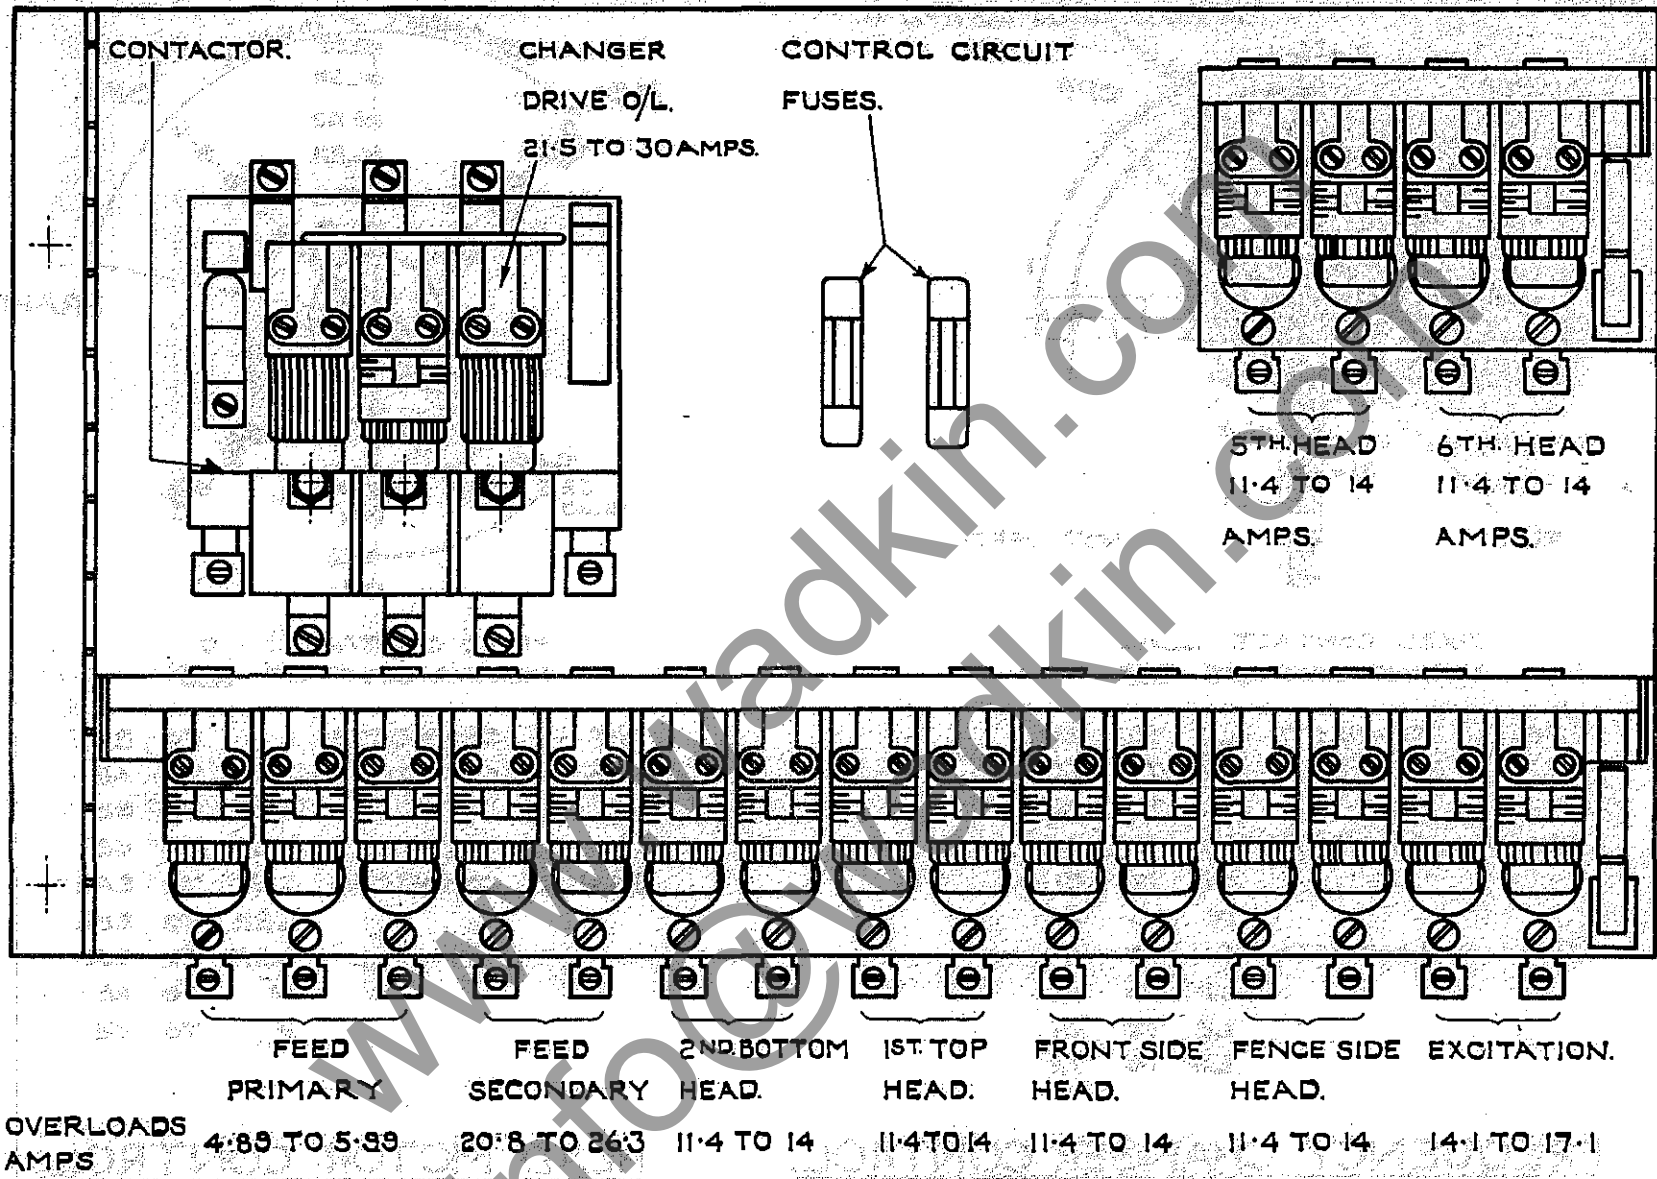 CONTACTOR.
CHANGER
DRIVE O/L.
21·5 TO 30 AMPS.
CONTROL CIRCUIT
FUSES.
5TH. HEAD
11·4 TO 14
AMPS.
6TH. HEAD
11·4 TO 14
AMPS.
FEED
PRIMARY
FEED
SECONDARY
2ND. BOTTOM
HEAD.
1ST. TOP
HEAD.
FRONT SIDE
HEAD.
FENCE SIDE
HEAD.
EXCITATION.
OVERLOADS
AMPS
4·89 TO 5·99
20·8 TO 26·3
11·4 TO 14
11·4 TO 14
11·4 TO 14
11·4 TO 14
14·1 TO 17·1
www.wadkin.com
info@wadkin.com